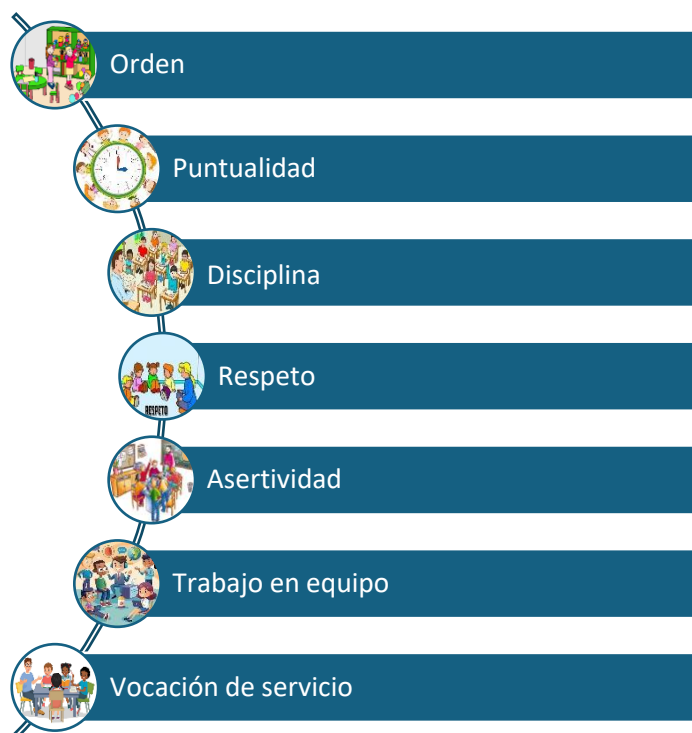 Orden
Puntualidad
Disciplina
Respeto
RESPETO
Asertividad
Trabajo en equipo
Vocación de servicio